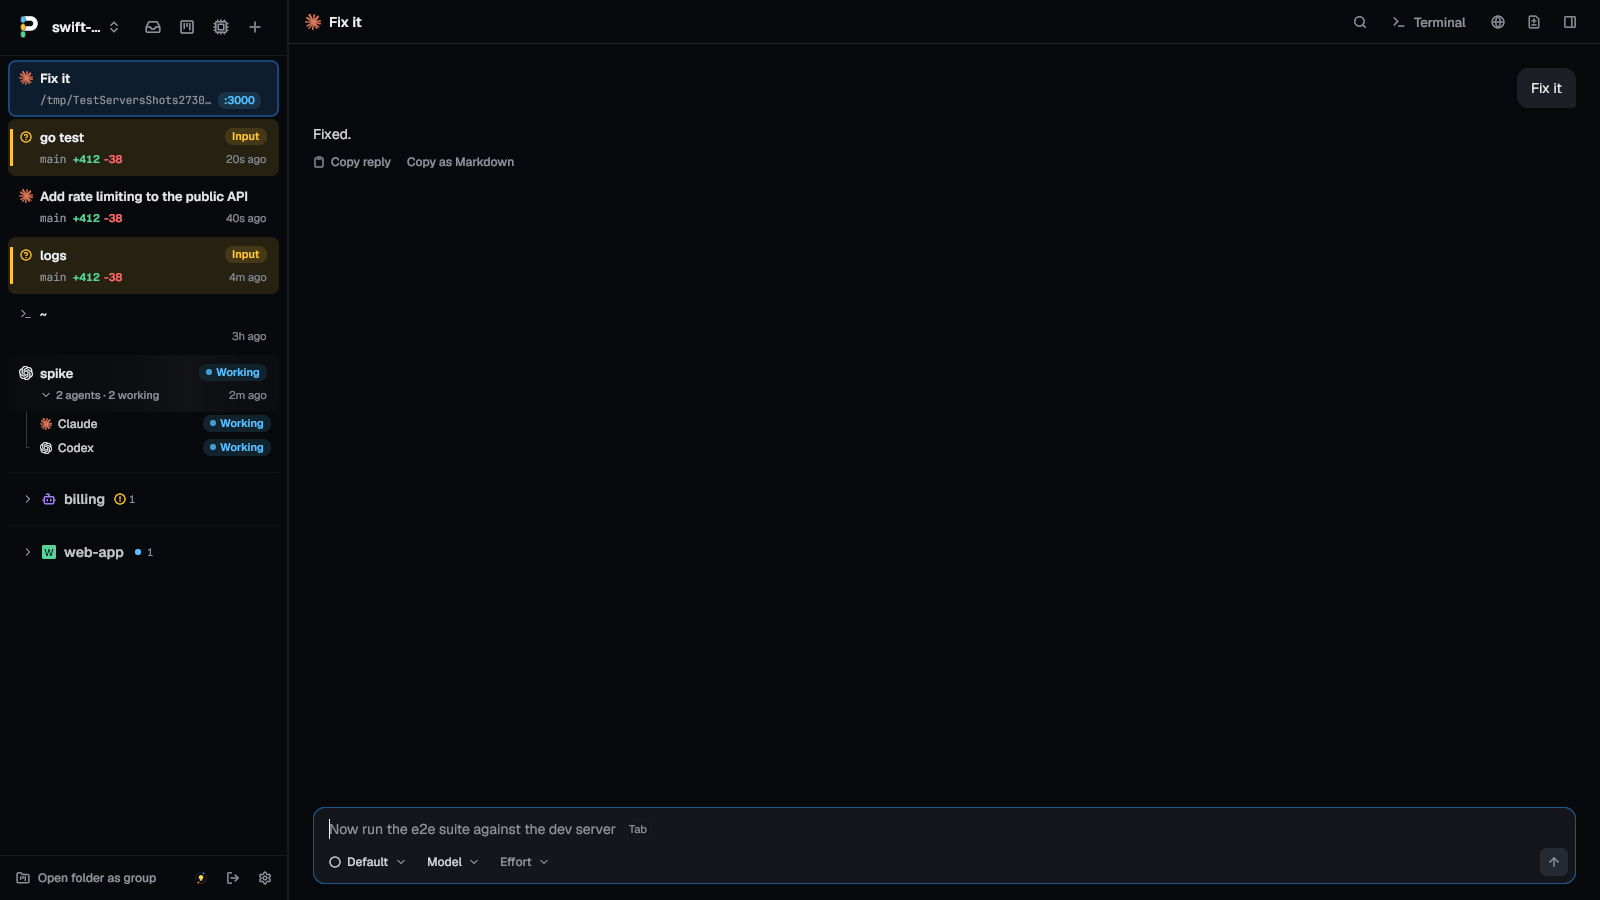 swift-...
Fix it
/tmp/TestServersShots2730… :3000
go test Input
main +412 -38 20s ago
Add rate limiting to the public API
main +412 -38 40s ago
logs Input
main +412 -38 4m ago
~
3h ago
spike Working
2 agents · 2 working 2m ago
Claude Working
Codex Working
billing 1
W web-app 1
Open folder as group
Fix it
Terminal
Fix it
Fixed.
Copy reply Copy as Markdown
Now run the e2e suite against the dev server Tab
Default Model Effort